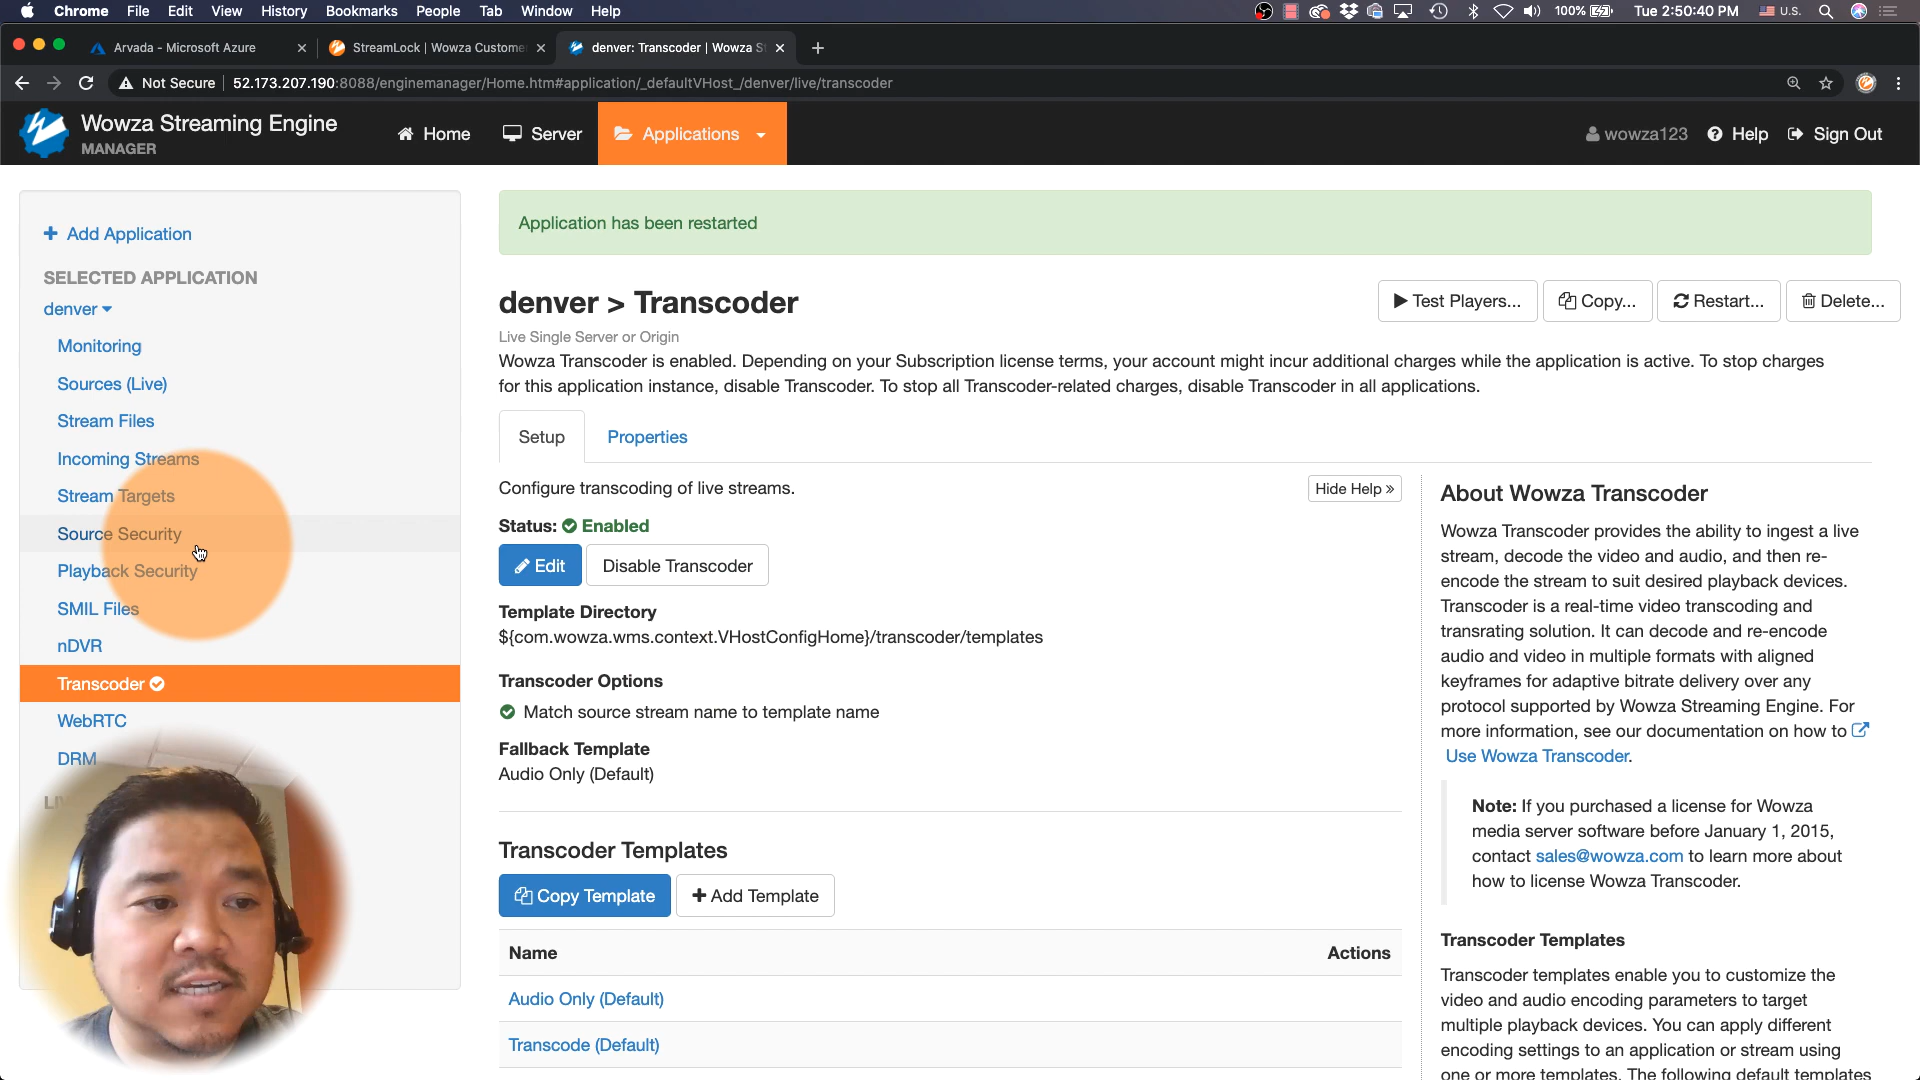 Chrome File Edit View History Bookmarks People Tab Window Help 100% Tue 2:50:40 PM U.S.
Arvada - Microsoft Azure StreamLock | Wowza Custome denver: Transcoder | Wowza S
Not Secure 52.173.207.190:8088/enginemanager/Home.htm#application/_defaultVHost_/denver/live/transcoder
Wowza Streaming Engine
MANAGER
Home Server Applications wowza123 Help Sign Out
Add Application
SELECTED APPLICATION
denver
Monitoring
Sources (Live)
Stream Files
Incoming Streams
Stream Targets
Source Security
Playback Security
SMIL Files
nDVR
Transcoder
WebRTC
DRM
Application has been restarted
denver > Transcoder
Test Players... Copy... Restart... Delete...
Live Single Server or Origin
Wowza Transcoder is enabled. Depending on your Subscription license terms, your account might incur additional charges while the application is active. To stop charges
for this application instance, disable Transcoder. To stop all Transcoder-related charges, disable Transcoder in all applications.
Setup Properties
Configure transcoding of live streams.
Hide Help »
Status: Enabled
Edit Disable Transcoder
Template Directory
${com.wowza.wms.context.VHostConfigHome}/transcoder/templates
Transcoder Options
Match source stream name to template name
Fallback Template
Audio Only (Default)
Transcoder Templates
Copy Template + Add Template
Name Actions
Audio Only (Default)
Transcode (Default)
About Wowza Transcoder
Wowza Transcoder provides the ability to ingest a live
stream, decode the video and audio, and then re-
encode the stream to suit desired playback devices.
Transcoder is a real-time video transcoding and
transrating solution. It can decode and re-encode
audio and video in multiple formats with aligned
keyframes for adaptive bitrate delivery over any
protocol supported by Wowza Streaming Engine. For
more information, see our documentation on how to
Use Wowza Transcoder.
Note: If you purchased a license for Wowza
media server software before January 1, 2015,
contact sales@wowza.com to learn more about
how to license Wowza Transcoder.
Transcoder Templates
Transcoder templates enable you to customize the
video and audio encoding parameters to target
multiple playback devices. You can apply different
encoding settings to an application or stream using
one or more templates. The following default templates